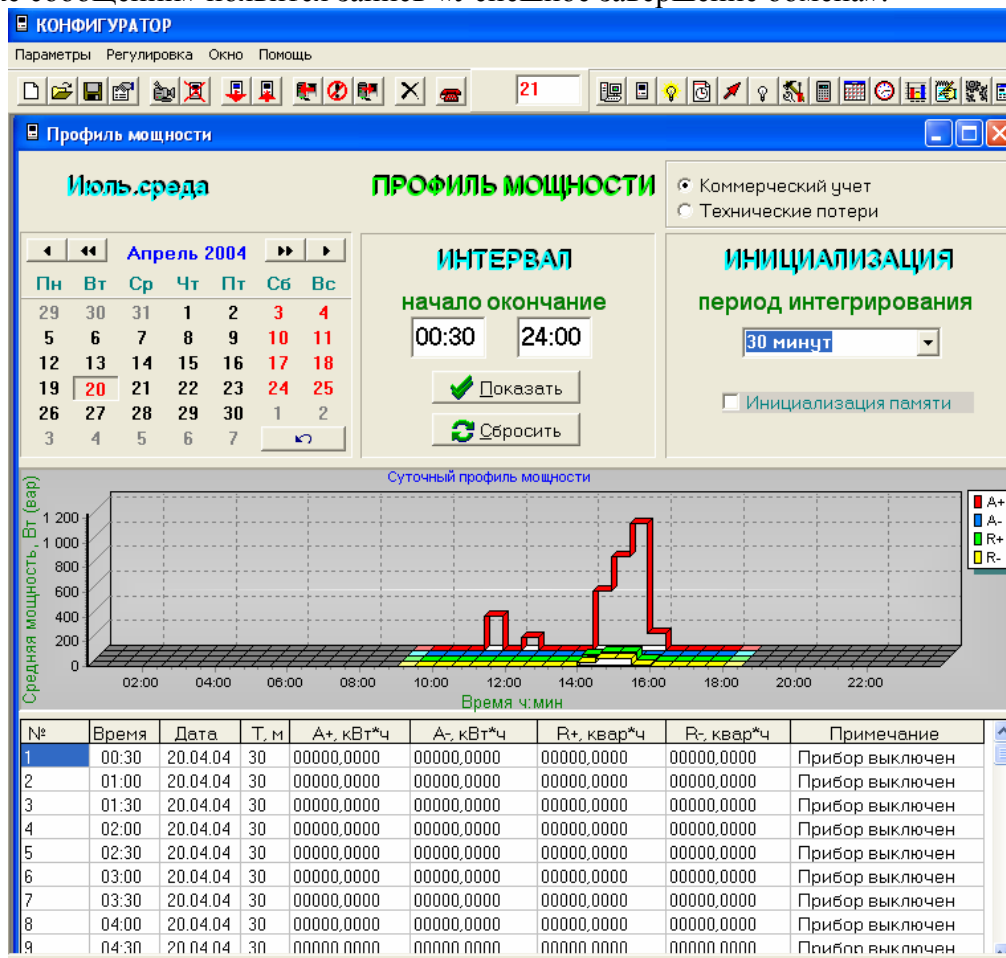 сообщении» появится запись «Успешное завершение обмена».
КОНФИГУРАТОР
Параметры Регулировка Окно Помощь
21
Профиль мощности
Июль.среда
ПРОФИЛЬ МОЩНОСТИ
Коммерческий учет
Технические потери
Апрель 2004
Пн Вт Ср Чт Пт Сб Вс
29 30 31 1 2 3 4
5 6 7 8 9 10 11
12 13 14 15 16 17 18
19 20 21 22 23 24 25
26 27 28 29 30 1 2
3 4 5 6 7
ИНТЕРВАЛ
начало окончание
00:30 24:00
Показать
Сбросить
ИНИЦИАЛИЗАЦИЯ
период интегрирования
30 минут
Инициализация памяти
Суточный профиль мощности
Средняя мощность, Вт (вар)
1 200
1 000
800
600
400
200
0
02:00 04:00 06:00 08:00 10:00 12:00 14:00 16:00 18:00 20:00 22:00
Время ч:мин
A+
A-
R+
R-
№ Время Дата Т, м А+, кВт*ч А-, кВт*ч R+, квар*ч R-, квар*ч Примечание
1 00:30 20.04.04 30 00000,0000 00000,0000 00000,0000 00000,0000 Прибор выключен
2 01:00 20.04.04 30 00000,0000 00000,0000 00000,0000 00000,0000 Прибор выключен
3 01:30 20.04.04 30 00000,0000 00000,0000 00000,0000 00000,0000 Прибор выключен
4 02:00 20.04.04 30 00000,0000 00000,0000 00000,0000 00000,0000 Прибор выключен
5 02:30 20.04.04 30 00000,0000 00000,0000 00000,0000 00000,0000 Прибор выключен
6 03:00 20.04.04 30 00000,0000 00000,0000 00000,0000 00000,0000 Прибор выключен
7 03:30 20.04.04 30 00000,0000 00000,0000 00000,0000 00000,0000 Прибор выключен
8 04:00 20.04.04 30 00000,0000 00000,0000 00000,0000 00000,0000 Прибор выключен
9 04:30 20.04.04 30 00000,0000 00000,0000 00000,0000 00000,0000 Прибор выключен